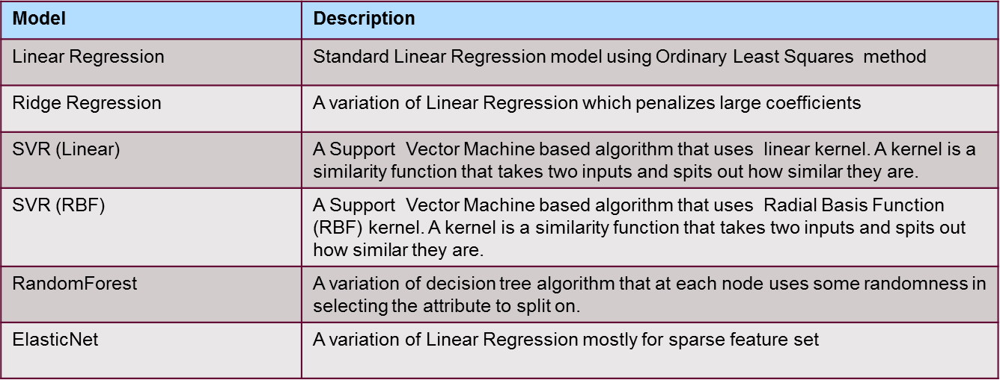 Model Description
Linear Regression Standard Linear Regression model using Ordinary Least Squares  method
Ridge Regression A variation of Linear Regression which penalizes large coefficients
SVR (Linear) A Support  Vector Machine based algorithm that uses  linear kernel. A kernel is a
similarity function that takes two inputs and spits out how similar they are.
SVR (RBF) A Support  Vector Machine based algorithm that uses  Radial Basis Function
(RBF) kernel. A kernel is a similarity function that takes two inputs and spits out
how similar they are.
RandomForest A variation of decision tree algorithm that at each node uses some randomness in
selecting the attribute to split on.
ElasticNet A variation of Linear Regression mostly for sparse feature set